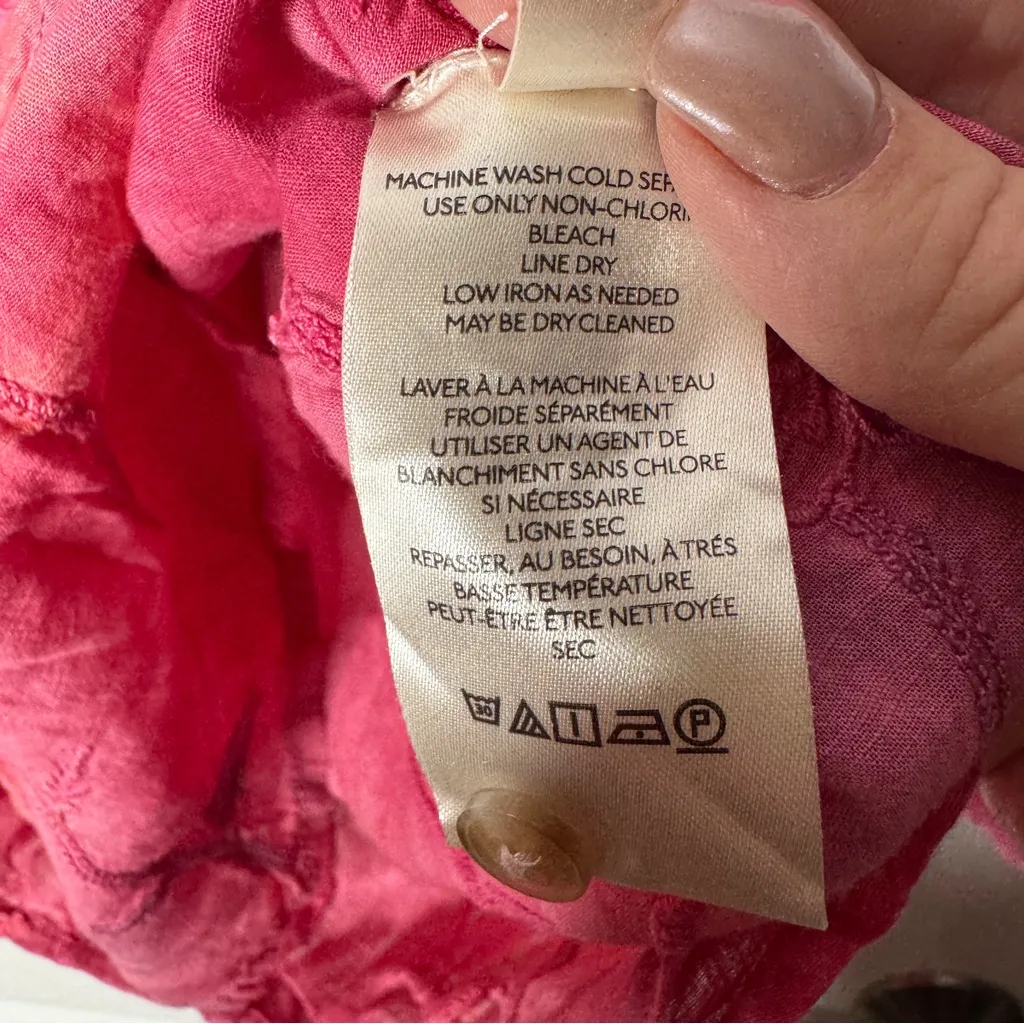 MACHINE WASH COLD
USE ONLY NON-CHLORI
BLEACH
LINE DRY
LOW IRON AS NEEDED
MAY BE DRY CLEANED
LAVER À LA MACHINE À L'EAU
FROIDE SÉPARÉMENT
UTILISER UN AGENT DE
BLANCHIMENT SANS CHLORE
SI NÉCESSAIRE
LIGNE SEC
REPASSER, AU BESOIN, À TRÉS
BASSE TEMPÉRATURE
PEUT-ÊTRE ÊTRE NETTOYÉE
SEC
30 P